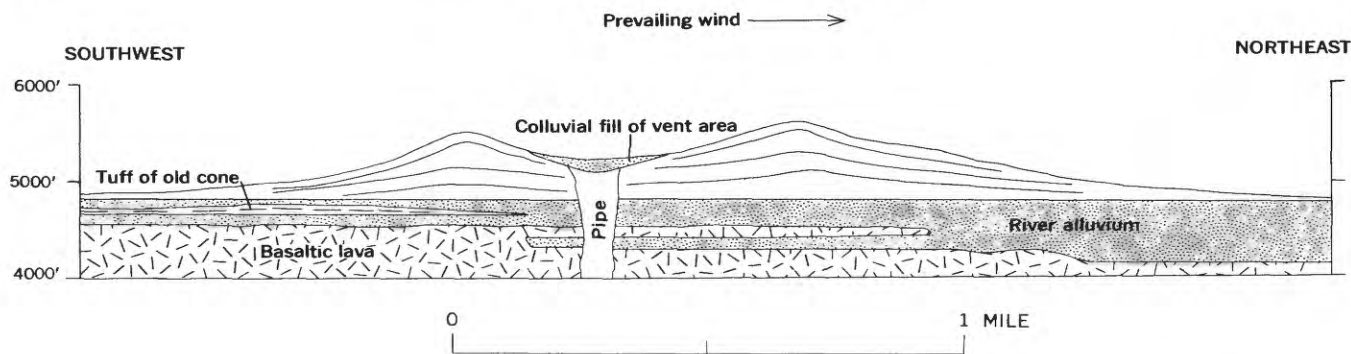 Prevailing wind
SOUTHWEST
NORTHEAST
6000'
Colluvial fill of vent area
5000'
Tuff of old cone
Pipe
River alluvium
Basaltic lava
4000'
0
1 MILE